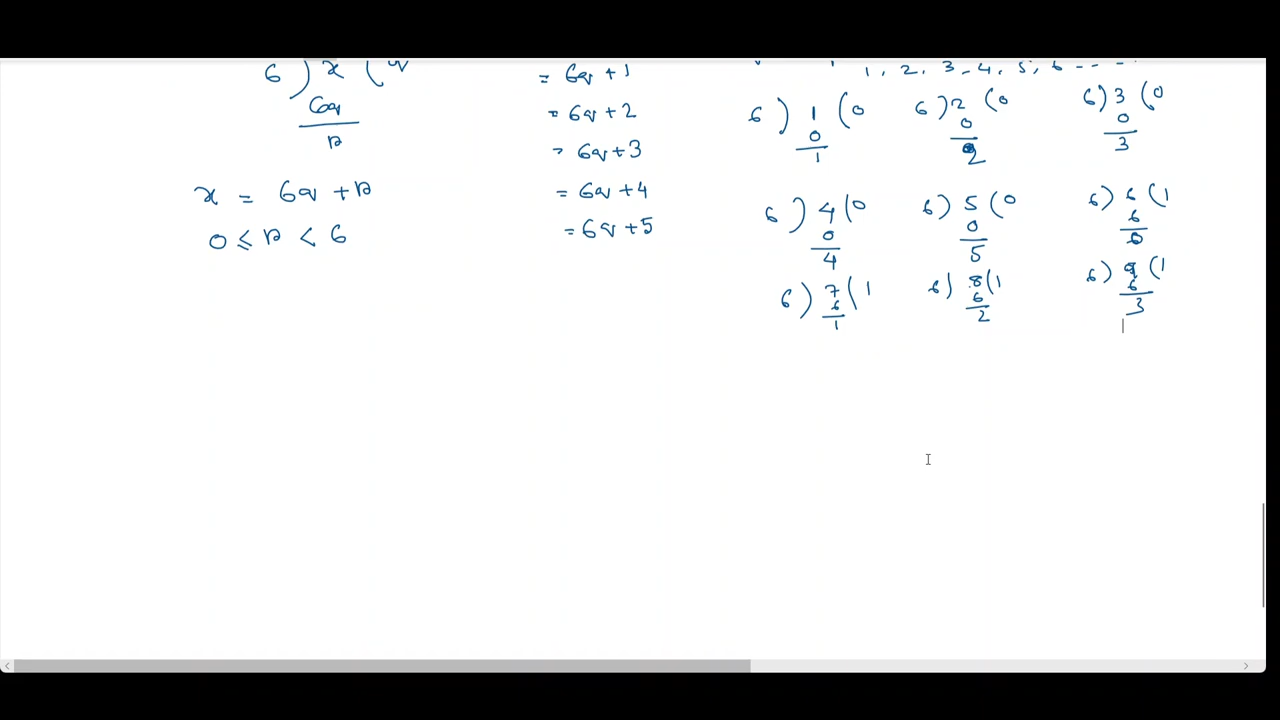 6 ) x ( q
6q
r
x = 6q + r
0 ≤ r < 6
= 6q + 1
= 6q + 2
= 6q + 3
= 6q + 4
= 6q + 5
1, 2, 3, 4, 5, 6 - - - .
6 ) 1 ( 0
0
1
6 ) 2 ( 0
0
2
6 ) 3 ( 0
0
3
6 ) 4 ( 0
0
4
6 ) 5 ( 0
0
5
6 ) 6 ( 1
6
0
6 ) 7 ( 1
6
1
6 ) 8 ( 1
6
2
6 ) 9 ( 1
6
3